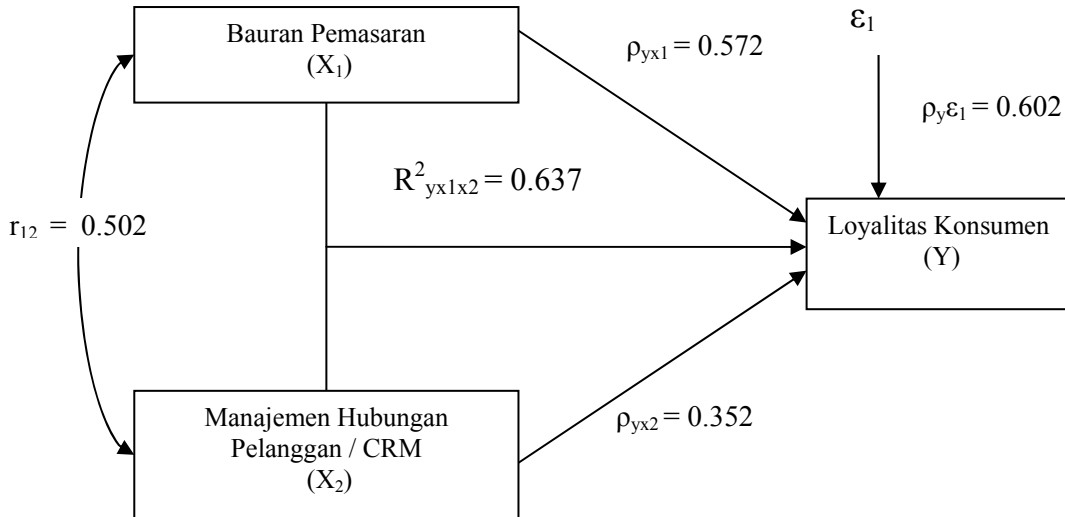 Bauran Pemasaran
(X₁)
ε₁
ρyx1 = 0.572
ρyε₁ = 0.602
R²yx1x2 = 0.637
r₁₂ = 0.502
Loyalitas Konsumen
(Y)
Manajemen Hubungan
Pelanggan / CRM
(X₂)
ρyx2 = 0.352